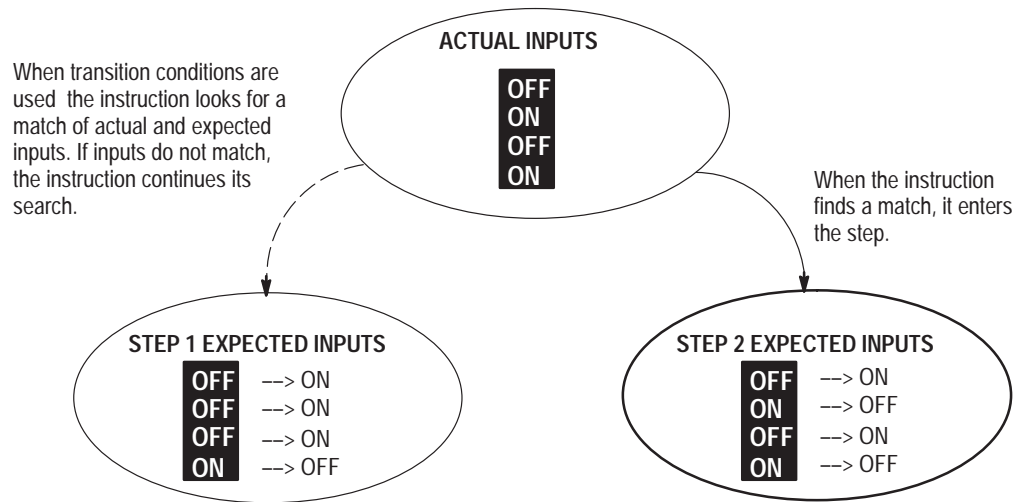 ACTUAL INPUTS
OFF
ON
OFF
ON
When transition conditions are
used the instruction looks for a
match of actual and expected
inputs. If inputs do not match,
the instruction continues its
search.
When the instruction
finds a match, it enters
the step.
STEP 1 EXPECTED INPUTS
OFF ––> ON
OFF ––> ON
OFF ––> ON
ON ––> OFF
STEP 2 EXPECTED INPUTS
OFF ––> ON
ON ––> OFF
OFF ––> ON
ON ––> OFF